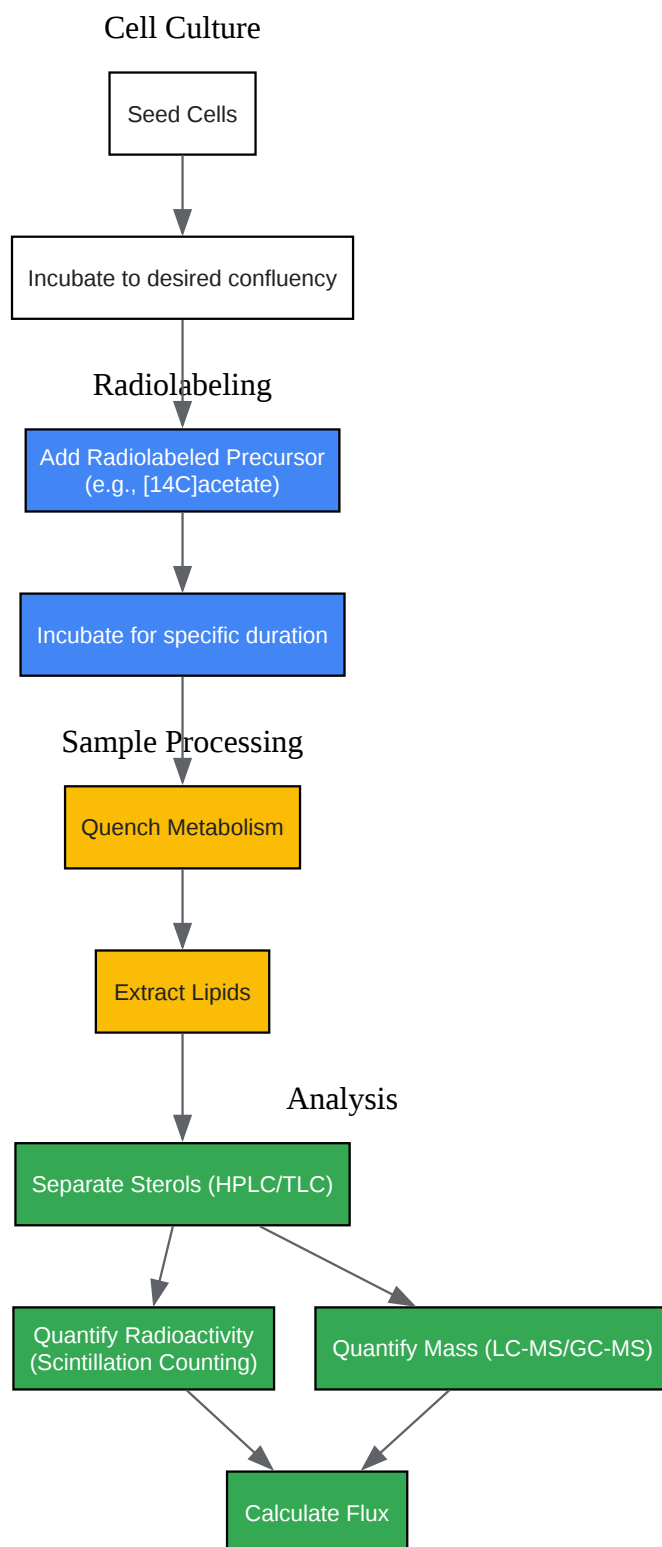 Cell Culture
Seed Cells
Incubate to desired confluency
Radiolabeling
Add Radiolabeled Precursor
(e.g., [14C]acetate)
Incubate for specific duration
Sample Processing
Quench Metabolism
Extract Lipids
Analysis
Separate Sterols (HPLC/TLC)
Quantify Radioactivity
(Scintillation Counting)
Quantify Mass (LC-MS/GC-MS)
Calculate Flux